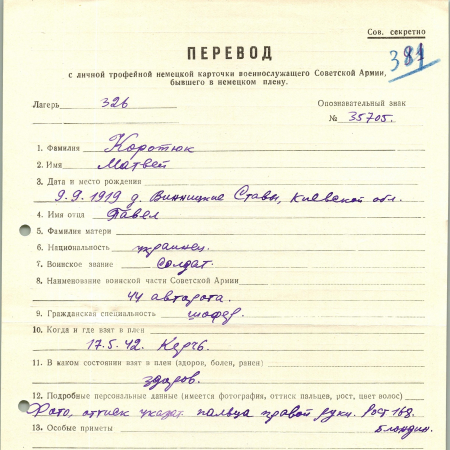 Сов. секретно
381
ПЕРЕВОД
с личной трофейной немецкой карточки военнослужащего Советской Армии,
бывшего в немецком плену.
Лагерь 326 Опознавательный знак
№ 35705.
1. Фамилия Коротюк
2. Имя Матвей
3. Дата и место рождения
9.9.1919 д. Винницкие Ставы, Киевской обл.
4. Имя отца Павел
5. Фамилия матери
6. Национальность украинец.
7. Воинское звание солдат.
8. Наименование воинской части Советской Армии
44 авторота.
9. Гражданская специальность шофер.
10. Когда и где взят в плен
17.5.42. Керчь.
11. В каком состоянии взят в плен (здоров, болен, ранен)
здоров.
12. Подробные персональные данные (имеется фотография, оттиск пальцев, рост, цвет волос)
Фото, оттиск указат. пальца правой руки. Рост 168.
13. Особые приметы блондин.